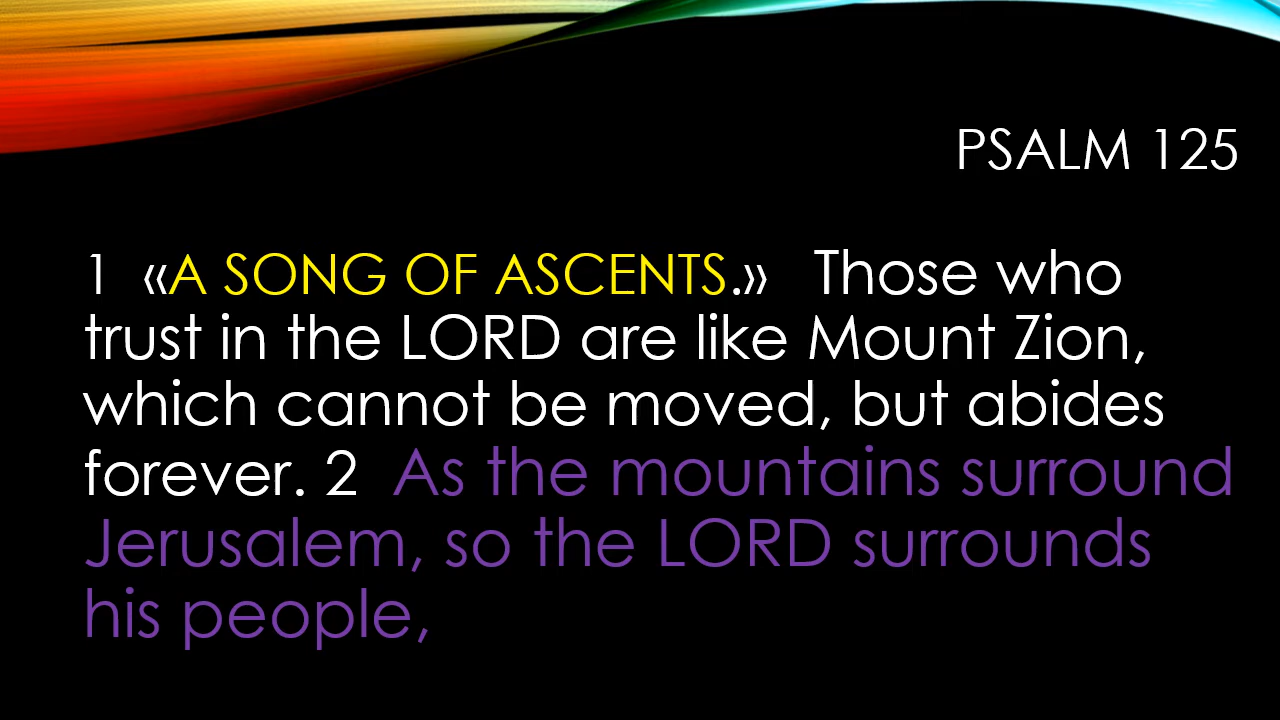 PSALM 125
1 «A SONG OF ASCENTS.» Those who
trust in the LORD are like Mount Zion,
which cannot be moved, but abides
forever. 2 As the mountains surround
Jerusalem, so the LORD surrounds
his people,